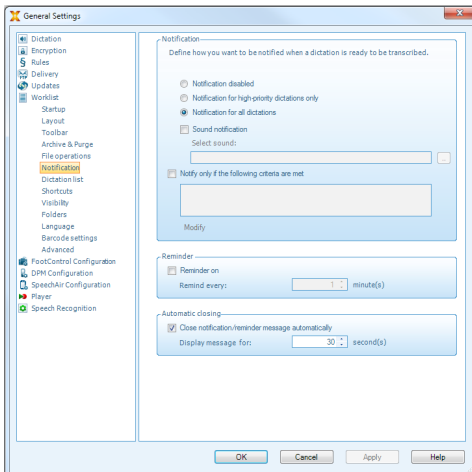 General Settings
Dictation
Encryption
Rules
Delivery
Updates
Worklist
Startup
Layout
Toolbar
Archive & Purge
File operations
Notification
Dictation list
Shortcuts
Visibility
Folders
Language
Barcode settings
Advanced
FootControl Configuration
DPM Configuration
SpeechAir Configuration
Player
Speech Recognition
Notification
Define how you want to be notified when a dictation is ready to be transcribed.
Notification disabled
Notification for high-priority dictations only
Notification for all dictations
Sound notification
Select sound:
...
Notify only if the following criteria are met
Modify
Reminder
Reminder on
Remind every: 1 minute(s)
Automatic closing
Close notification/reminder message automatically
Display message for: 30 second(s)
OK Cancel Apply Help